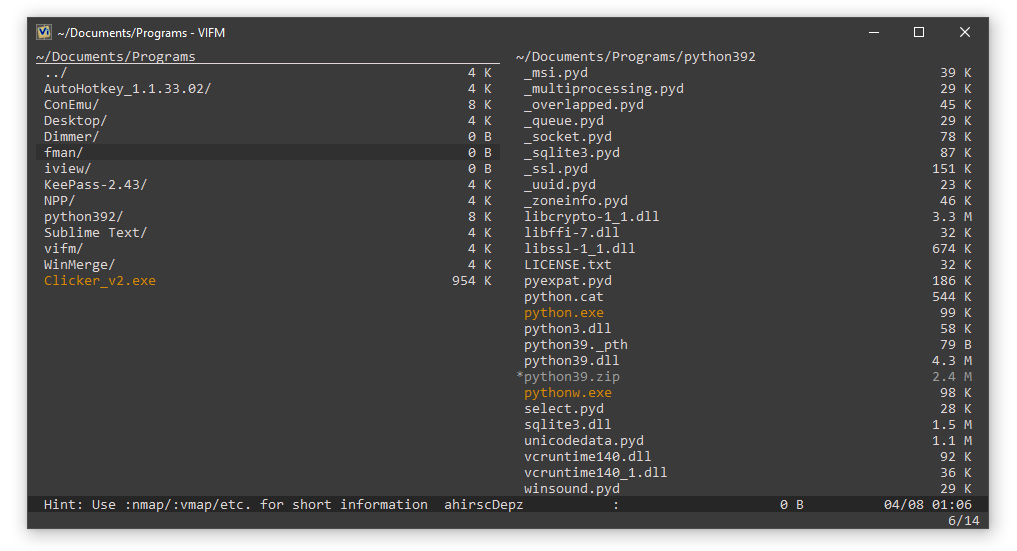 ~/Documents/Programs - VIFM
~/Documents/Programs
../ 4 K
AutoHotkey_1.1.33.02/ 4 K
ConEmu/ 8 K
Desktop/ 4 K
Dimmer/ 0 B
fman/ 0 B
iview/ 0 B
KeePass-2.43/ 4 K
NPP/ 4 K
python392/ 8 K
Sublime Text/ 4 K
vifm/ 4 K
WinMerge/ 4 K
Clicker_v2.exe 954 K
~/Documents/Programs/python392
_msi.pyd 39 K
_multiprocessing.pyd 29 K
_overlapped.pyd 45 K
_queue.pyd 29 K
_socket.pyd 78 K
_sqlite3.pyd 87 K
_ssl.pyd 151 K
_uuid.pyd 23 K
_zoneinfo.pyd 46 K
libcrypto-1_1.dll 3.3 M
libffi-7.dll 32 K
libssl-1_1.dll 674 K
LICENSE.txt 32 K
pyexpat.pyd 186 K
python.cat 544 K
python.exe 99 K
python3.dll 58 K
python39._pth 79 B
python39.dll 4.3 M
*python39.zip 2.4 M
pythonw.exe 98 K
select.pyd 28 K
sqlite3.dll 1.5 M
unicodedata.pyd 1.1 M
vcruntime140.dll 92 K
vcruntime140_1.dll 36 K
winsound.pyd 29 K
Hint: Use :nmap/:vmap/etc. for short information ahirscDepz : 0 B 04/08 01:06
6/14